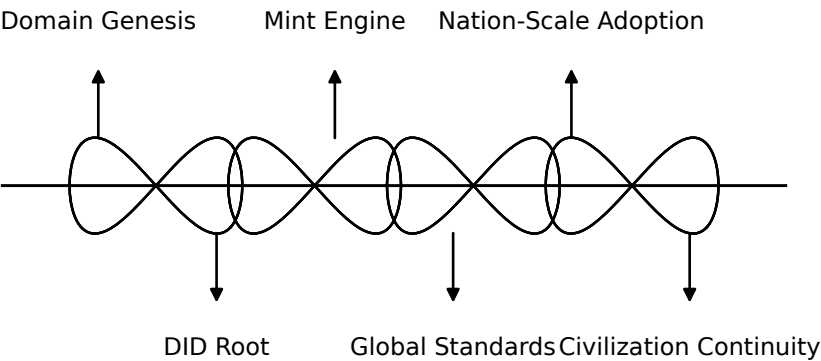 Domain Genesis
Mint Engine
Nation-Scale Adoption
DID Root
Global Standards
Civilization Continuity